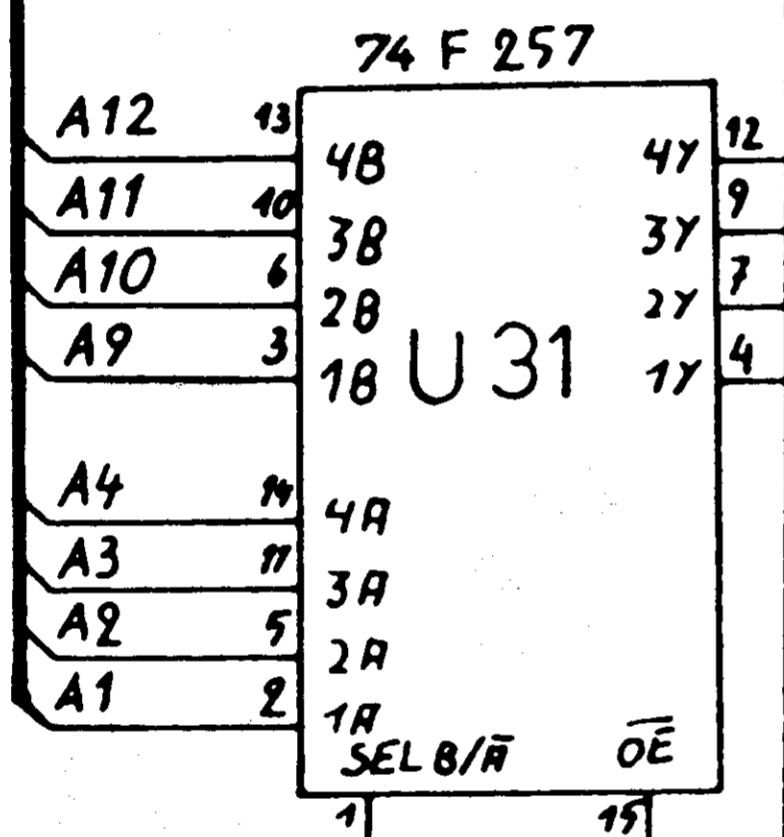 74 F 257
A12 13 4B 4Y 12
A11 10 3B 3Y 9
A10 6 2B 2Y 7
A9 3 1B U 31 1Y 4
A4 14 4A
A3 11 3A
A2 5 2A
A1 2 1A
SEL B/A̅ O̅E̅
1 15